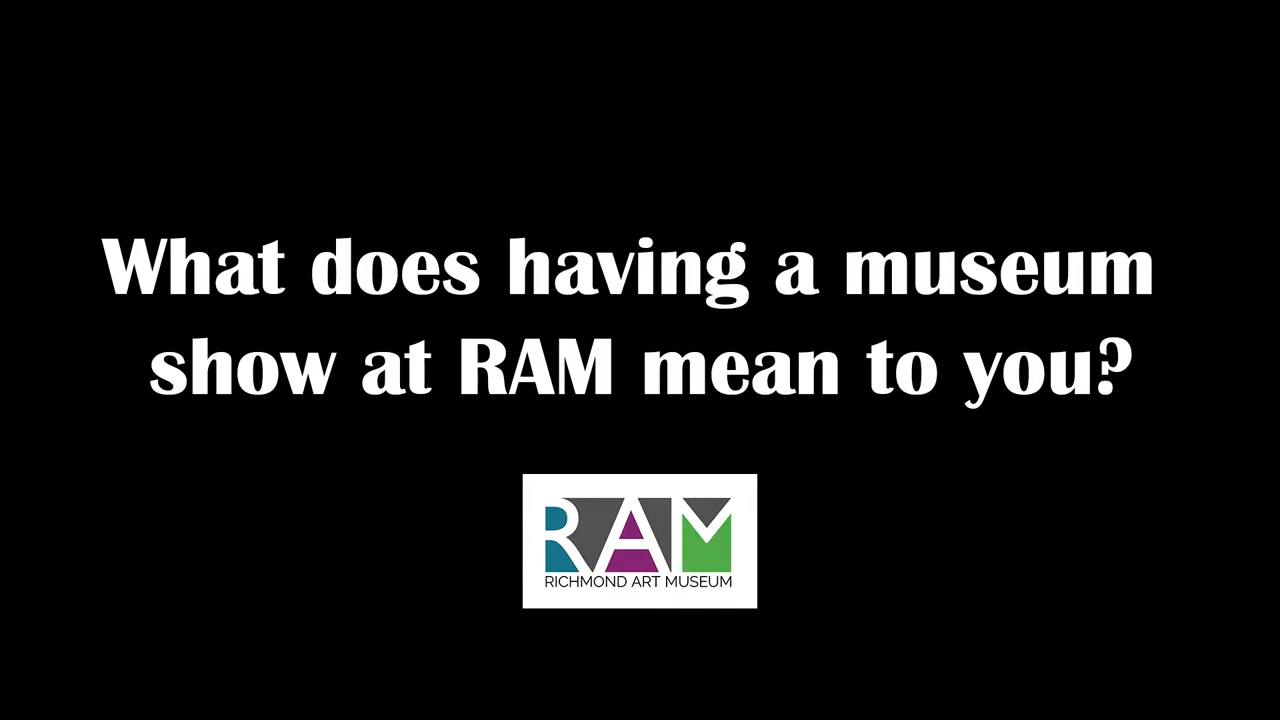 What does having a museum
show at RAM mean to you?
RAM
RICHMOND ART MUSEUM